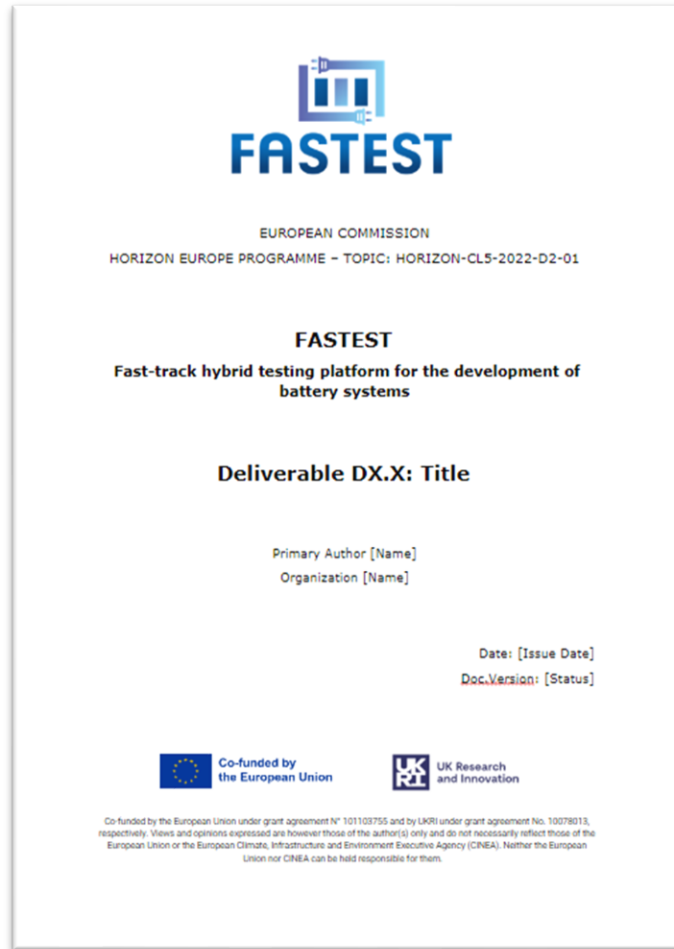 FASTEST
EUROPEAN COMMISSION
HORIZON EUROPE PROGRAMME – TOPIC: HORIZON-CL5-2022-D2-01
FASTEST
Fast-track hybrid testing platform for the development of
battery systems
Deliverable DX.X: Title
Primary Author [Name]
Organization [Name]
Date: [Issue Date]
Doc.Version: [Status]
Co-funded by
the European Union
UKRI
UK Research
and Innovation
Co-funded by the European Union under grant agreement N° 101103755 and by UKRI under grant agreement No. 10078013,
respectively. Views and opinions expressed are however those of the author(s) only and do not necessarily reflect those of the
European Union or the European Climate, Infrastructure and Environment Executive Agency (CINEA). Neither the European
Union nor CINEA can be held responsible for them.